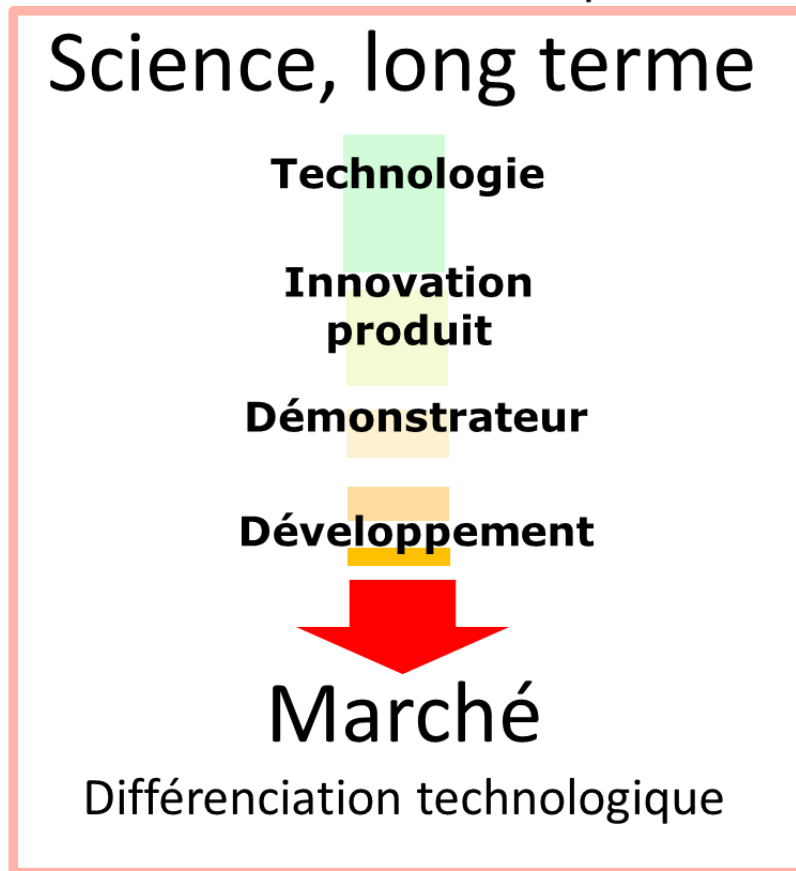 Science, long terme
Technologie
Innovation
produit
Démonstrateur
Développement
Marché
Différenciation technologique